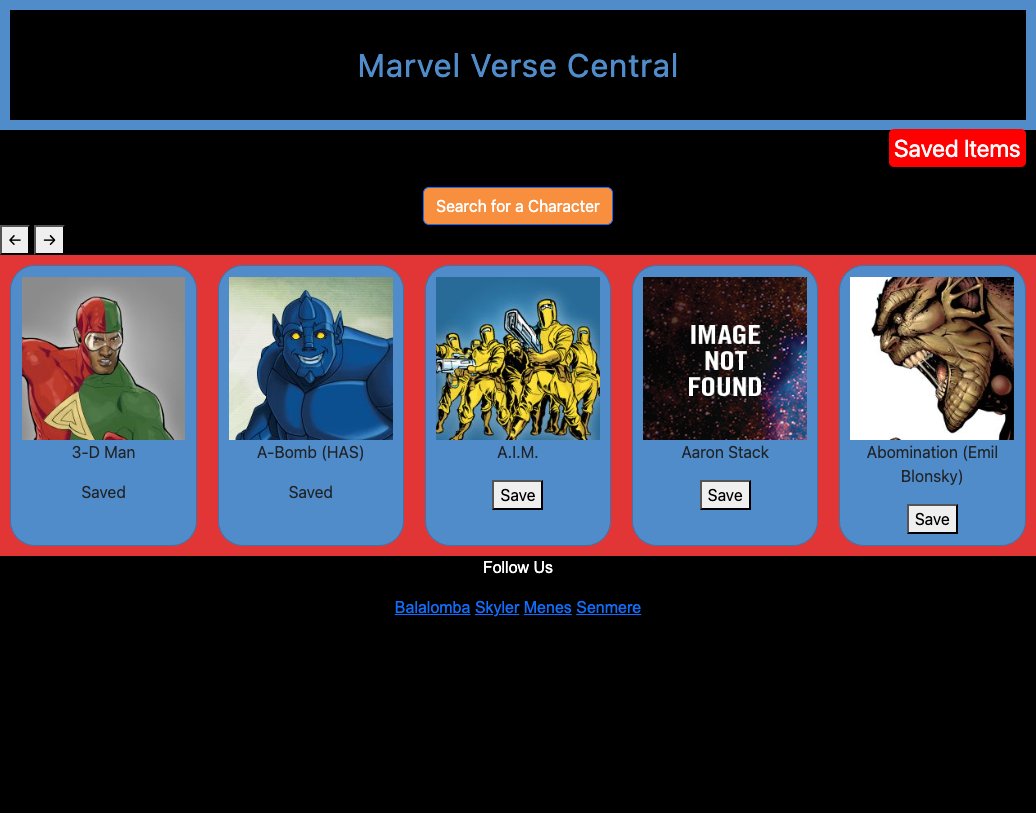 Marvel Verse Central
Saved Items
Search for a Character
← →
IMAGE
NOT
FOUND
3-D Man
Saved
A-Bomb (HAS)
Saved
A.I.M.
Save
Aaron Stack
Save
Abomination (Emil
Blonsky)
Save
Follow Us
Balalomba Skyler Menes Senmere